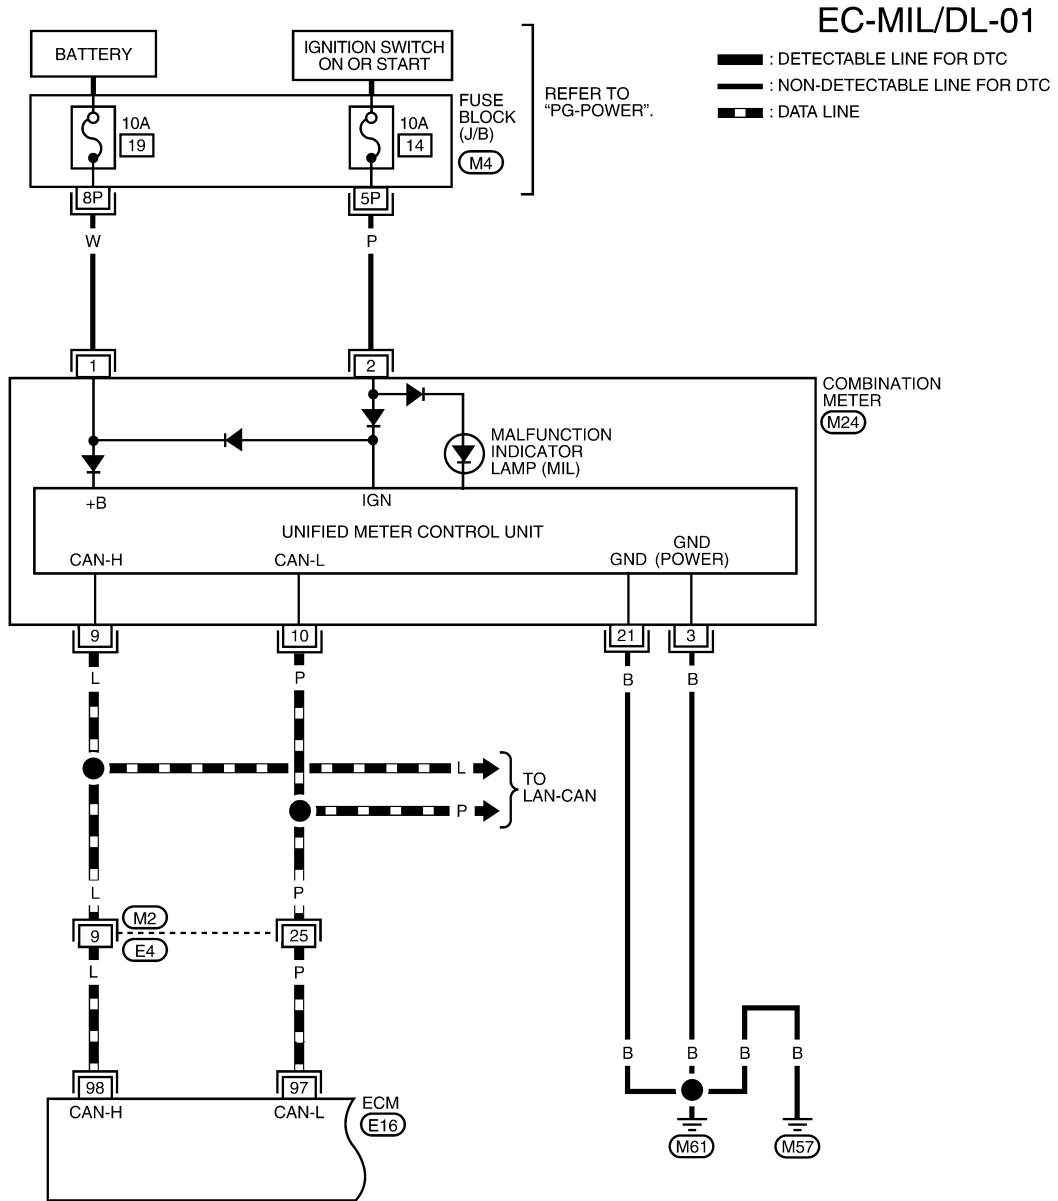 EC-MIL/DL-01
: DETECTABLE LINE FOR DTC
: NON-DETECTABLE LINE FOR DTC
: DATA LINE
BATTERY
IGNITION SWITCH
ON OR START
10A
19
10A
14
FUSE
BLOCK
(J/B)
M4
REFER TO
“PG-POWER”.
8P
5P
W
P
1
2
COMBINATION
METER
M24
MALFUNCTION
INDICATOR
LAMP (MIL)
+B
IGN
UNIFIED METER CONTROL UNIT
CAN-H
CAN-L
GND
GND
(POWER)
9
10
21
3
L
P
B
B
L
P
TO
LAN-CAN
L
P
9
M2
E4
25
L
P
B
B
B
B
98
97
CAN-H
CAN-L
ECM
E16
M61
M57